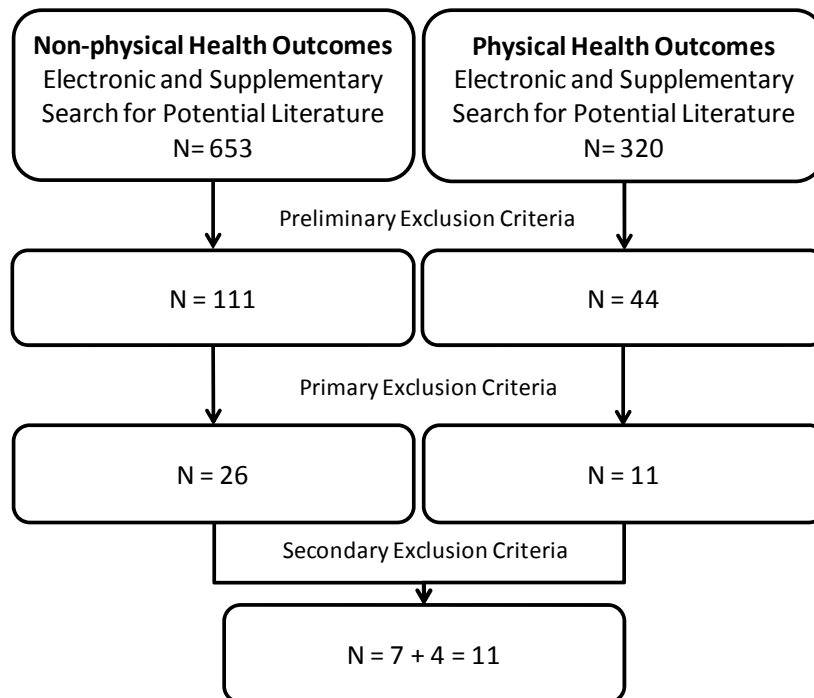 Non-physical Health Outcomes
Electronic and Supplementary
Search for Potential Literature
N= 653
Physical Health Outcomes
Electronic and Supplementary
Search for Potential Literature
N= 320
Preliminary Exclusion Criteria
N = 111
N = 44
Primary Exclusion Criteria
N = 26
N = 11
Secondary Exclusion Criteria
N = 7 + 4 = 11